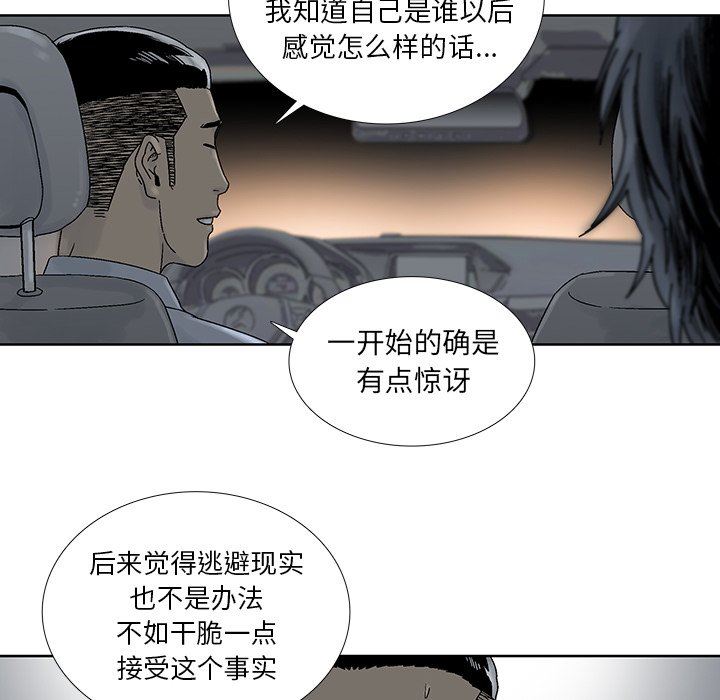 我知道自己是谁以后
感觉怎么样的话...
一开始的确是
有点惊讶
后来觉得逃避现实
也不是办法
不如干脆一点
接受这个事实